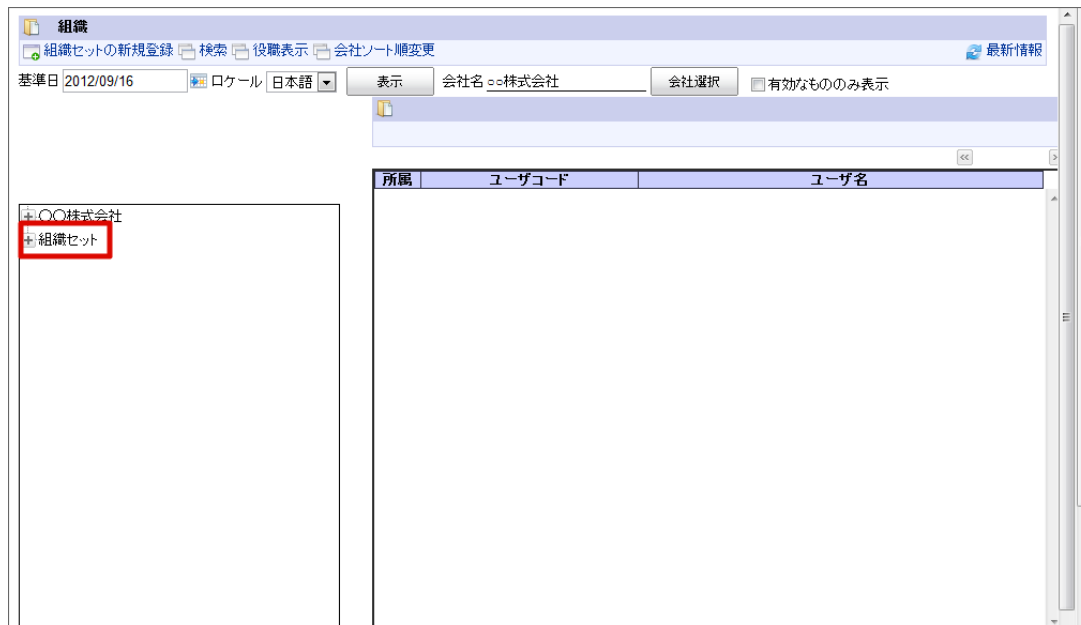 組織
組織セットの新規登録 検索 役職表示 会社ソート順変更 最新情報
基準日 2012/09/16 ロケール 日本語 表示 会社名 ○○株式会社 会社選択 有効なもののみ表示
所属 ユーザコード ユーザ名
〇〇株式会社
組織セット